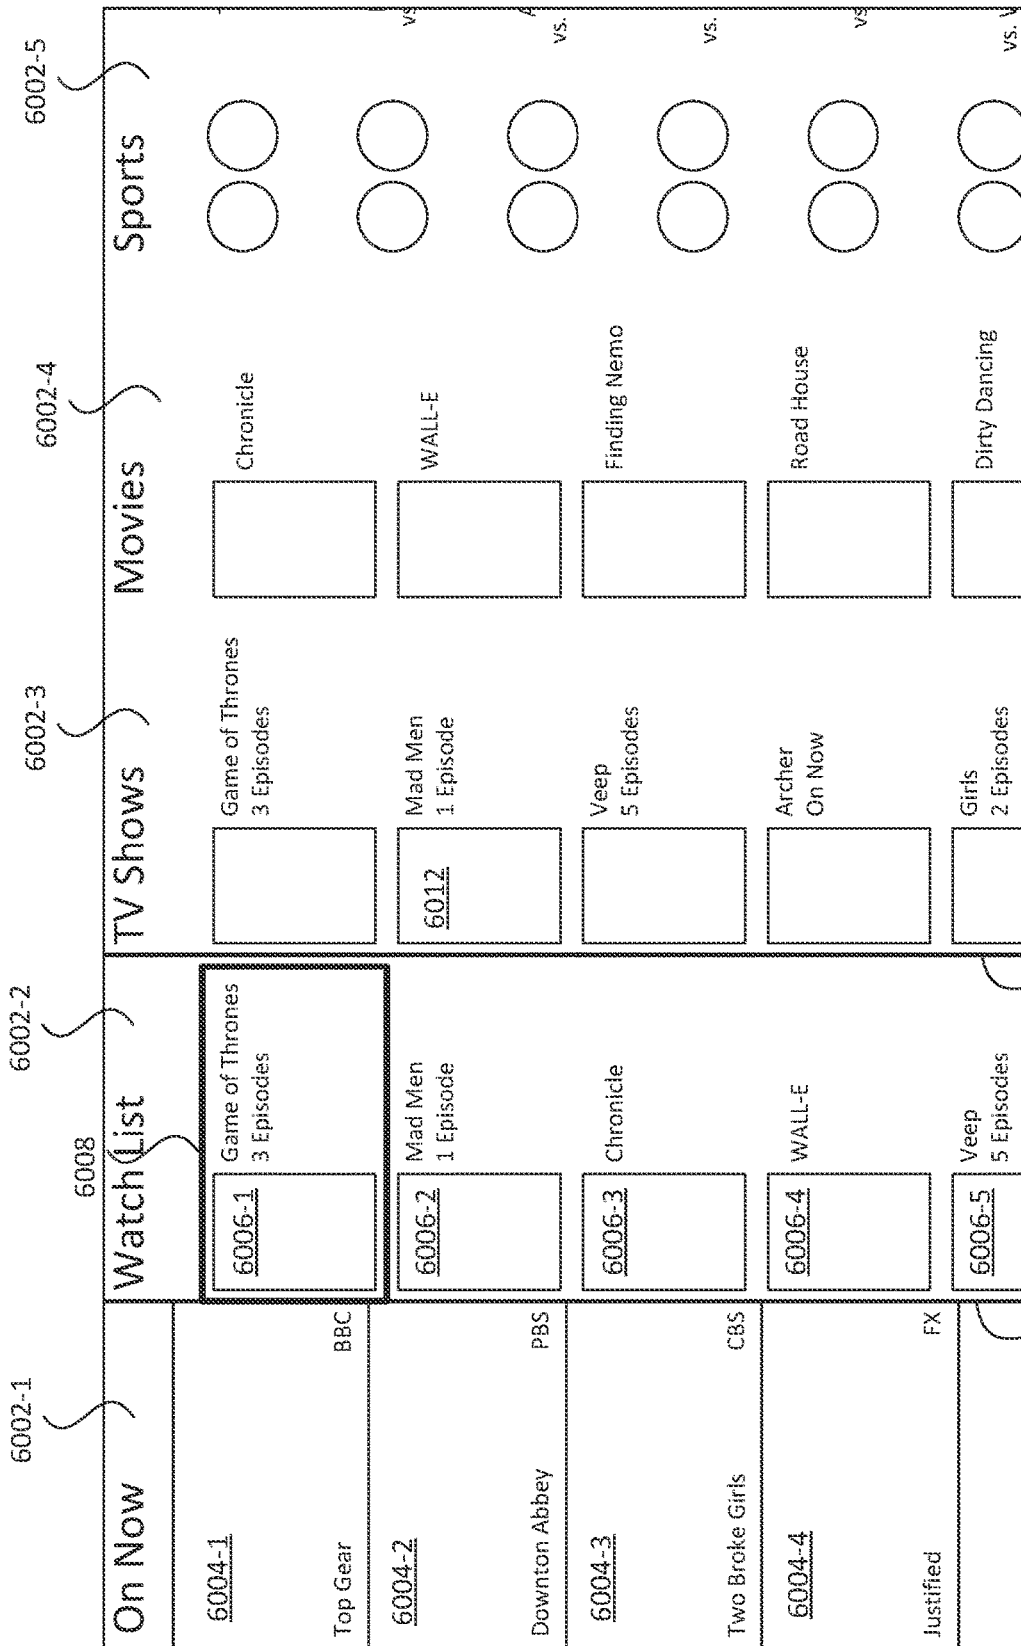 6002-1
6002-2
6002-3
6002-4
6002-5
6008
On Now
Watch List
TV Shows
Movies
Sports
6004-1
Top Gear
BBC
6004-2
Downton Abbey
PBS
6004-3
Two Broke Girls
CBS
6004-4
Justified
FX
6006-1
Game of Thrones
3 Episodes
6006-2
Mad Men
1 Episode
6006-3
Chronicle
6006-4
WALL-E
6006-5
Veep
5 Episodes
Game of Thrones
3 Episodes
6012
Mad Men
1 Episode
Veep
5 Episodes
Archer
On Now
Girls
2 Episodes
Chronicle
WALL-E
Finding Nemo
Road House
Dirty Dancing
vs
vs.
vs.
vs
vs.